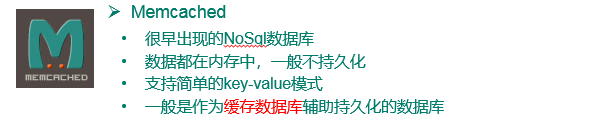 MEMCACHED
➢ Memcached
• 很早出现的NoSql数据库
• 数据都在内存中，一般不持久化
• 支持简单的key-value模式
• 一般是作为缓存数据库辅助持久化的数据库